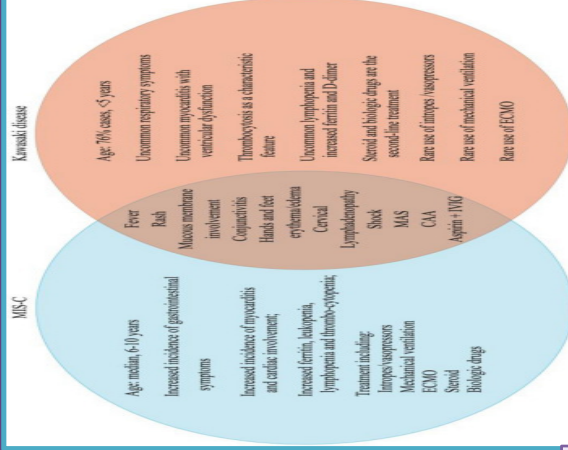 MIS-C
Kawasaki disease
Age: median, 6-10 years
Increased incidence of gastrointestinal
symptoms
Increased incidence of myocarditis
and cardiac involvement;
Increased ferritin, leukopenia,
lymphopenia and thrombo-cytopenia;
Treatment including:
Intropes/vasopressors
Mechanical ventilation
ECMO
Steroid
Biologic drugs
Fever
Rash
Mucous membrane
involvement
Conjunctivitis
Hands and feet
erythema/edema
Cervical
Lymphadenopathy
Shock
MAS
CAA
Aspirin + IVIG
Age: 76% cases, <5 years
Uncommon respiratory symptoms
Uncommon myocarditis with
ventricular dysfunction
Thrombocytosis as a characteristic
feature
Uncommon lymphopenia and
increased ferritin and D-dimer
Steroid and biologic drugs are the
second-line treatment
Rare use of intropes /vasopressors
Rare use of mechanical ventilation
Rare use of ECMO